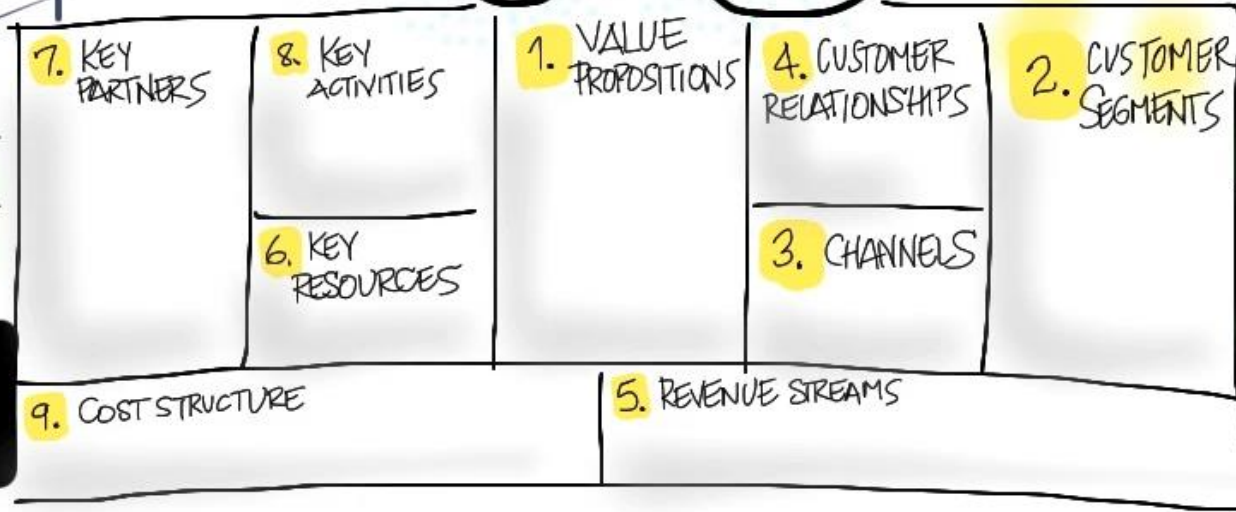 7. KEY
PARTNERS
8. KEY
ACTIVITIES
6. KEY
RESOURCES
1. VALUE
PROPOSITIONS
4. CUSTOMER
RELATIONSHIPS
3. CHANNELS
2. CUSTOMER
SEGMENTS
9. COST STRUCTURE
5. REVENUE STREAMS